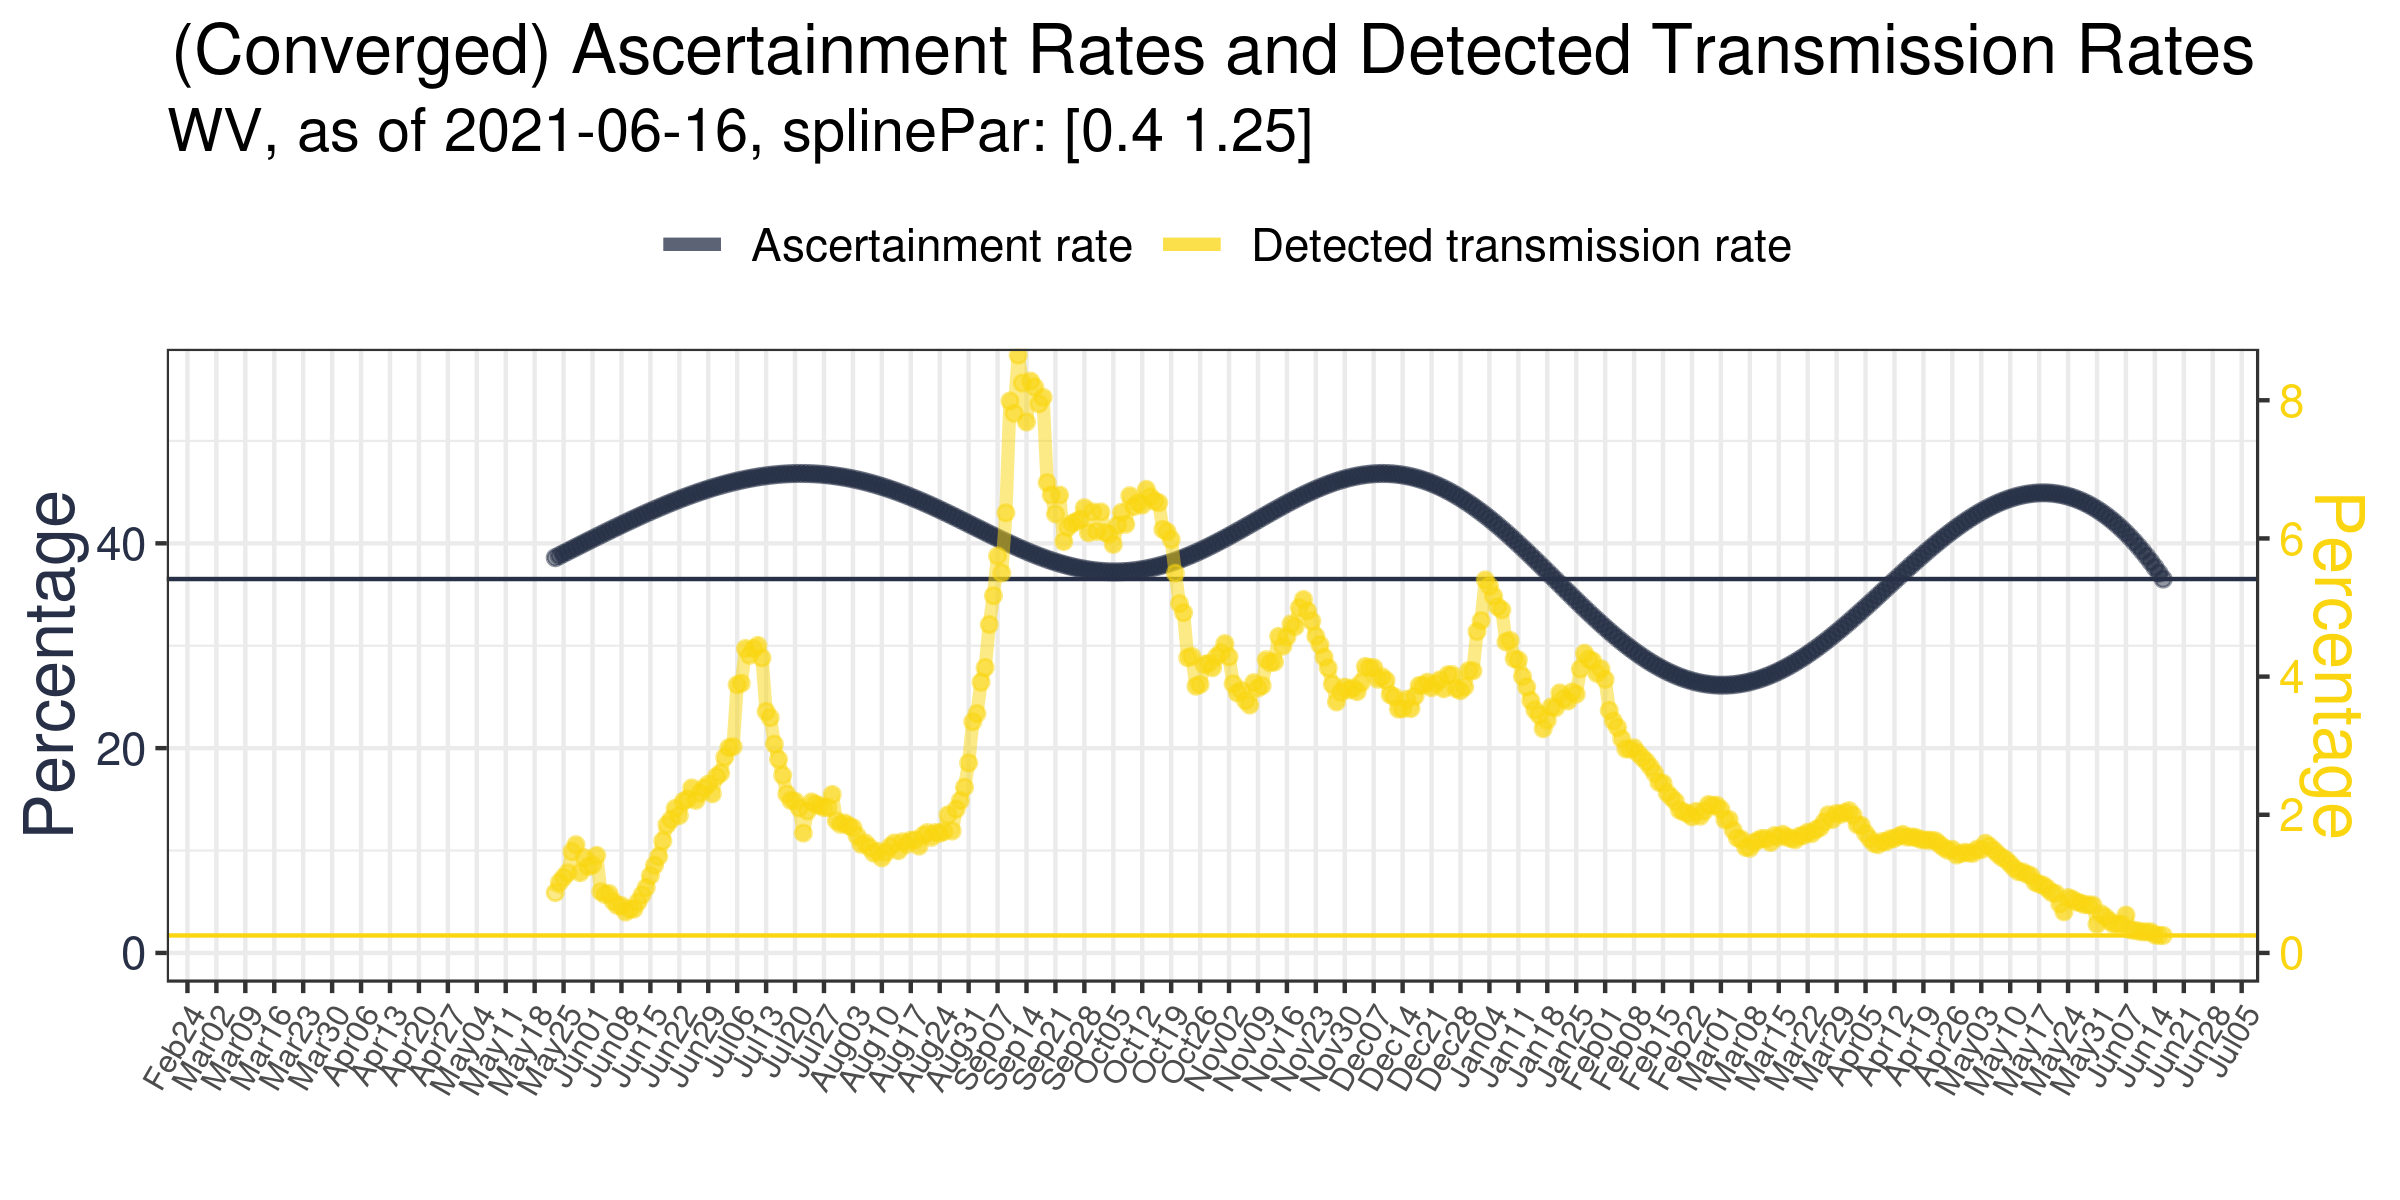 (Converged) Ascertainment Rates and Detected Transmission Rates
WV, as of 2021-06-16, splinePar: [0.4 1.25]
Ascertainment rate
Detected transmission rate
Percentage
40
20
0
8
6
4
2
0
Percentage
Feb24
Mar02
Mar09
Mar16
Mar23
Mar30
Apr06
Apr13
Apr20
Apr27
May04
May11
May18
May25
Jun01
Jun08
Jun15
Jun22
Jun29
Jul06
Jul13
Jul20
Jul27
Aug03
Aug10
Aug17
Aug24
Aug31
Sep07
Sep14
Sep21
Sep28
Oct05
Oct12
Oct19
Oct26
Nov02
Nov09
Nov16
Nov23
Nov30
Dec07
Dec14
Dec21
Dec28
Jan04
Jan11
Jan18
Jan25
Feb01
Feb08
Feb15
Feb22
Mar01
Mar08
Mar15
Mar22
Mar29
Apr05
Apr12
Apr19
Apr26
May03
May10
May17
May24
May31
Jun07
Jun14
Jun21
Jun28
Jul05